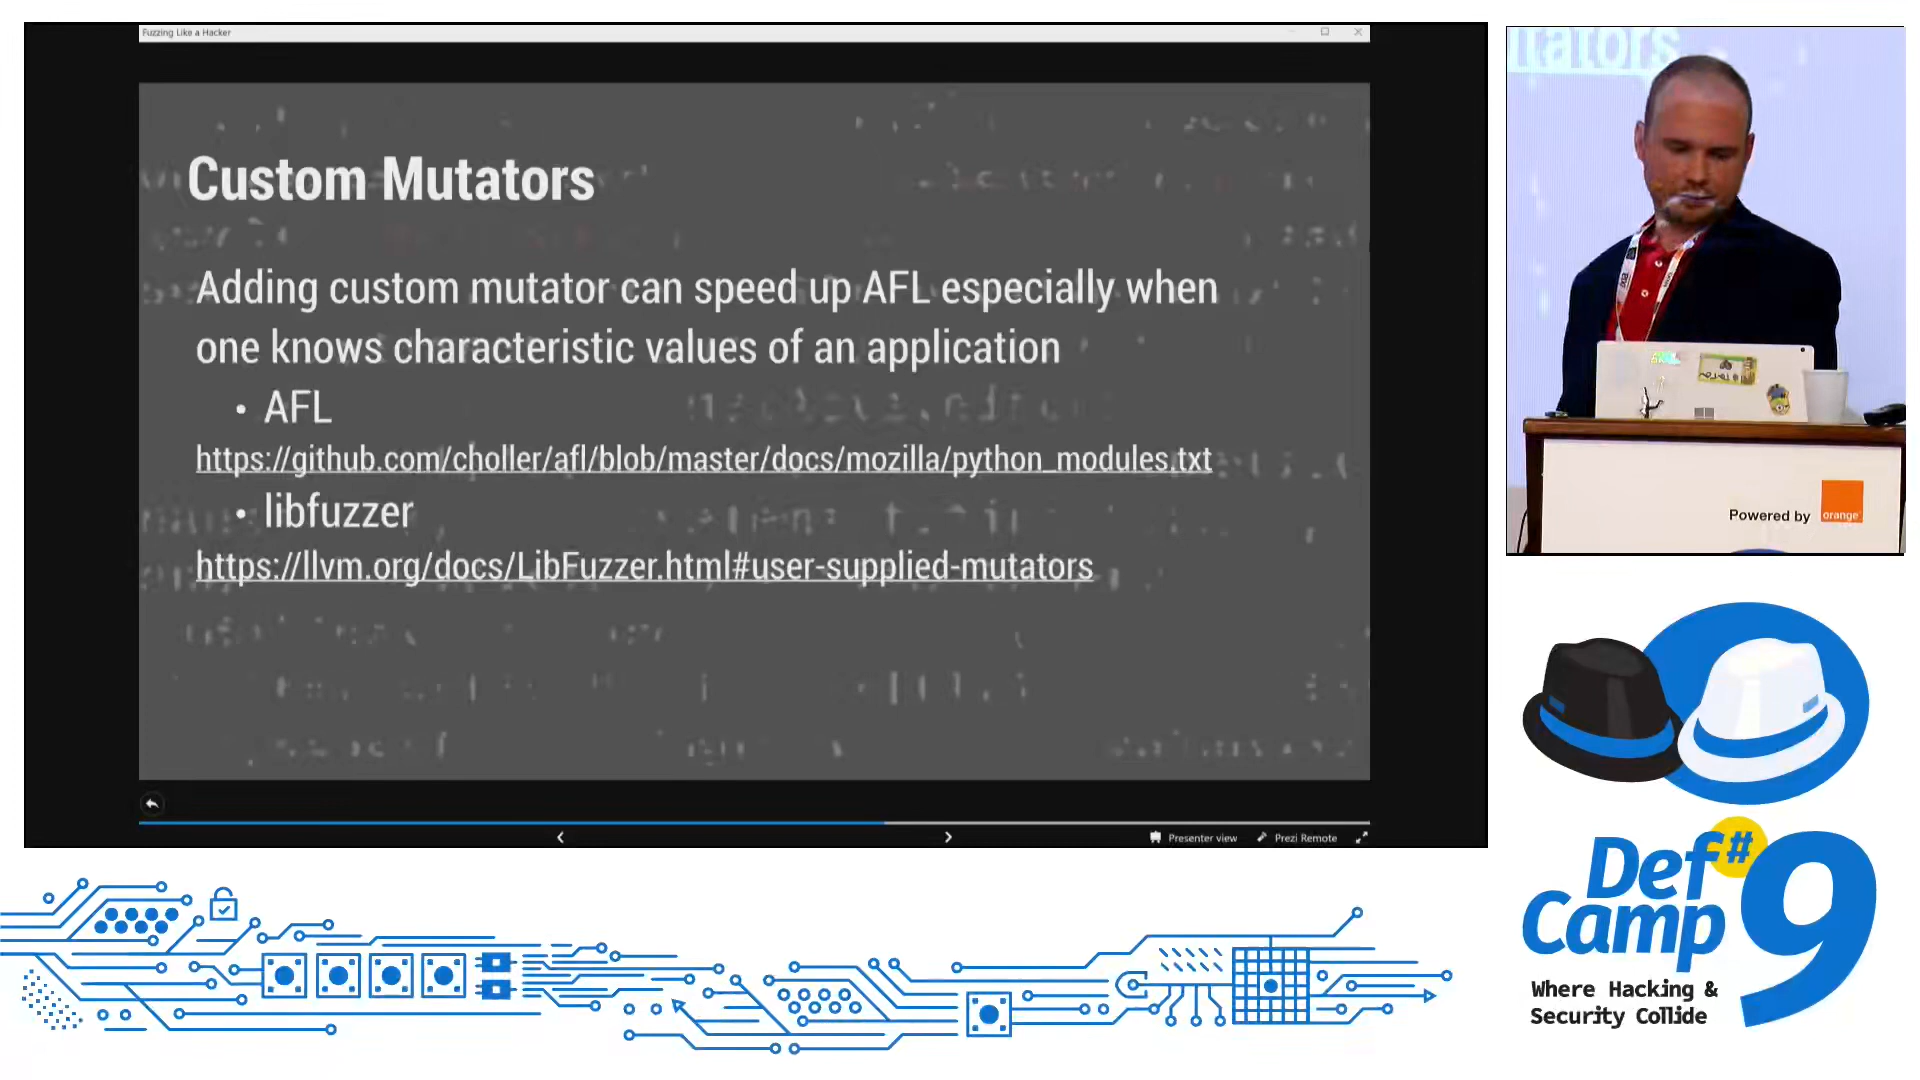 Fuzzing Like a Hacker
Custom Mutators
Adding custom mutator can speed up AFL especially when
one knows characteristic values of an application
• AFL
https://github.com/choller/afl/blob/master/docs/mozilla/python_modules.txt
• libfuzzer
https://llvm.org/docs/LibFuzzer.html#user-supplied-mutators
Presenter view
Prezi Remote
tators
Powered by
orange
Def#
Camp 9
Where Hacking &
Security Collide